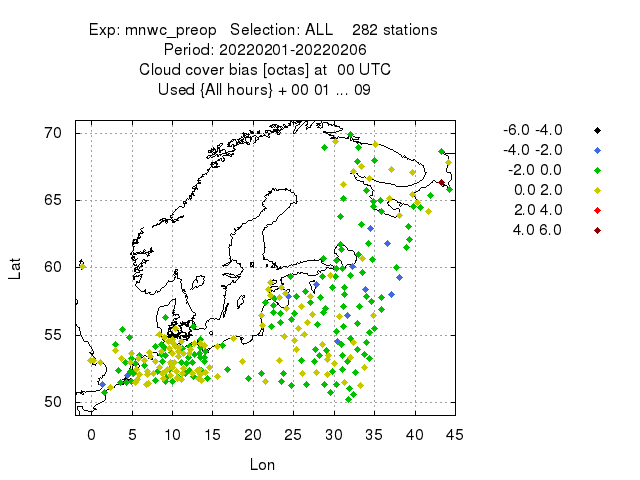 Exp: mnwc_preop   Selection: ALL    282 stations
Period: 20220201-20220206
Cloud cover bias [octas] at  00 UTC
Used {All hours} + 00 01 ... 09
-6.0 -4.0
-4.0 -2.0
-2.0 0.0
0.0 2.0
2.0 4.0
4.0 6.0
70
65
60
55
50
Lat
0 5 10 15 20 25 30 35 40 45
Lon